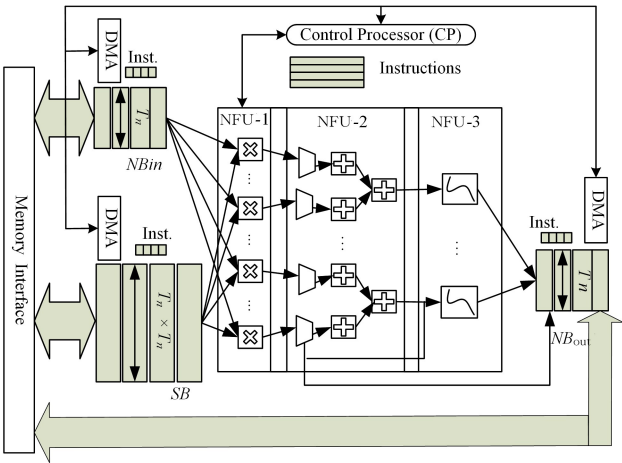 DMA
Inst.
Control Processor (CP)
Instructions
Tn
NBin
NFU-1
NFU-2
NFU-3
Memory Interface
DMA
Inst.
Tn × Tn
SB
DMA
Inst.
Tn
NBout